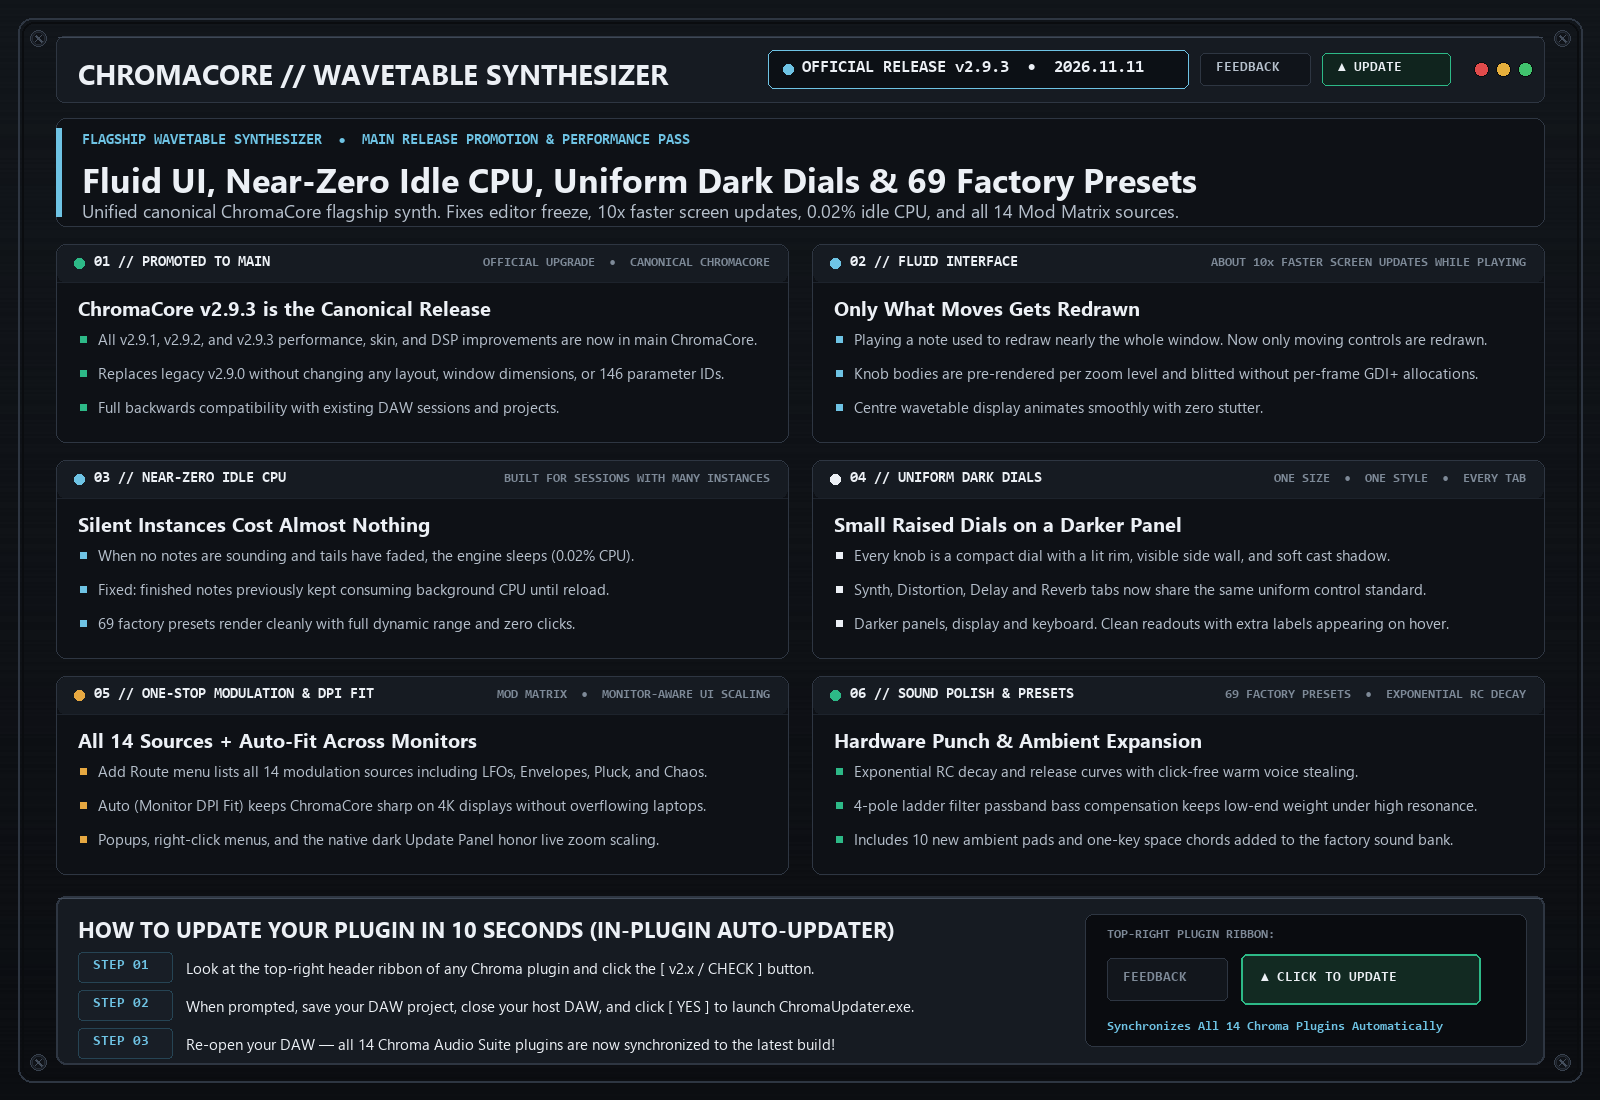 CHROMACORE // WAVETABLE SYNTHESIZER
OFFICIAL RELEASE v2.9.3 • 2026.11.11
FEEDBACK
▲ UPDATE
FLAGSHIP WAVETABLE SYNTHESIZER • MAIN RELEASE PROMOTION & PERFORMANCE PASS
Fluid UI, Near-Zero Idle CPU, Uniform Dark Dials & 69 Factory Presets
Unified canonical ChromaCore flagship synth. Fixes editor freeze, 10x faster screen updates, 0.02% idle CPU, and all 14 Mod Matrix sources.
01 // PROMOTED TO MAIN
OFFICIAL UPGRADE • CANONICAL CHROMACORE
ChromaCore v2.9.3 is the Canonical Release
All v2.9.1, v2.9.2, and v2.9.3 performance, skin, and DSP improvements are now in main ChromaCore.
Replaces legacy v2.9.0 without changing any layout, window dimensions, or 146 parameter IDs.
Full backwards compatibility with existing DAW sessions and projects.
02 // FLUID INTERFACE
ABOUT 10x FASTER SCREEN UPDATES WHILE PLAYING
Only What Moves Gets Redrawn
Playing a note used to redraw nearly the whole window. Now only moving controls are redrawn.
Knob bodies are pre-rendered per zoom level and blitted without per-frame GDI+ allocations.
Centre wavetable display animates smoothly with zero stutter.
03 // NEAR-ZERO IDLE CPU
BUILT FOR SESSIONS WITH MANY INSTANCES
Silent Instances Cost Almost Nothing
When no notes are sounding and tails have faded, the engine sleeps (0.02% CPU).
Fixed: finished notes previously kept consuming background CPU until reload.
69 factory presets render cleanly with full dynamic range and zero clicks.
04 // UNIFORM DARK DIALS
ONE SIZE • ONE STYLE • EVERY TAB
Small Raised Dials on a Darker Panel
Every knob is a compact dial with a lit rim, visible side wall, and soft cast shadow.
Synth, Distortion, Delay and Reverb tabs now share the same uniform control standard.
Darker panels, display and keyboard. Clean readouts with extra labels appearing on hover.
05 // ONE-STOP MODULATION & DPI FIT
MOD MATRIX • MONITOR-AWARE UI SCALING
All 14 Sources + Auto-Fit Across Monitors
Add Route menu lists all 14 modulation sources including LFOs, Envelopes, Pluck, and Chaos.
Auto (Monitor DPI Fit) keeps ChromaCore sharp on 4K displays without overflowing laptops.
Popups, right-click menus, and the native dark Update Panel honor live zoom scaling.
06 // SOUND POLISH & PRESETS
69 FACTORY PRESETS • EXPONENTIAL RC DECAY
Hardware Punch & Ambient Expansion
Exponential RC decay and release curves with click-free warm voice stealing.
4-pole ladder filter passband bass compensation keeps low-end weight under high resonance.
Includes 10 new ambient pads and one-key space chords added to the factory sound bank.
HOW TO UPDATE YOUR PLUGIN IN 10 SECONDS (IN-PLUGIN AUTO-UPDATER)
STEP 01
Look at the top-right header ribbon of any Chroma plugin and click the [ v2.x / CHECK ] button.
STEP 02
When prompted, save your DAW project, close your host DAW, and click [ YES ] to launch ChromaUpdater.exe.
STEP 03
Re-open your DAW — all 14 Chroma Audio Suite plugins are now synchronized to the latest build!
TOP-RIGHT PLUGIN RIBBON:
FEEDBACK
▲ CLICK TO UPDATE
Synchronizes All 14 Chroma Plugins Automatically